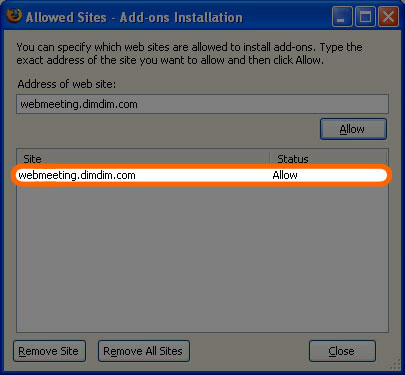 Allowed Sites - Add-ons Installation
You can specify which web sites are allowed to install add-ons. Type the
exact address of the site you want to allow and then click Allow.
Address of web site:
webmeeting.dimdim.com
Allow
Site Status
webmeeting.dimdim.com Allow
Remove Site Remove All Sites Close